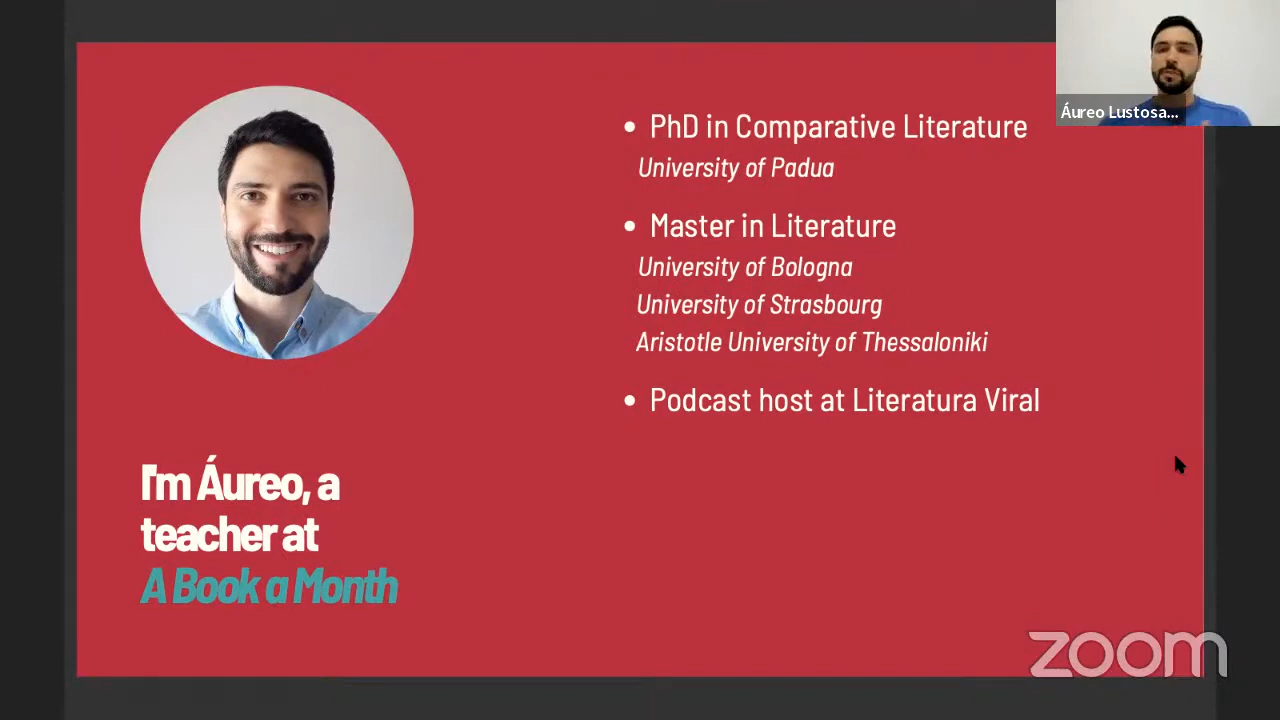 Áureo Lustosa...
PhD in Comparative Literature
University of Padua
Master in Literature
University of Bologna
University of Strasbourg
Aristotle University of Thessaloniki
Podcast host at Literatura Viral
I'm Áureo, a
teacher at
A Book a Month
zoom